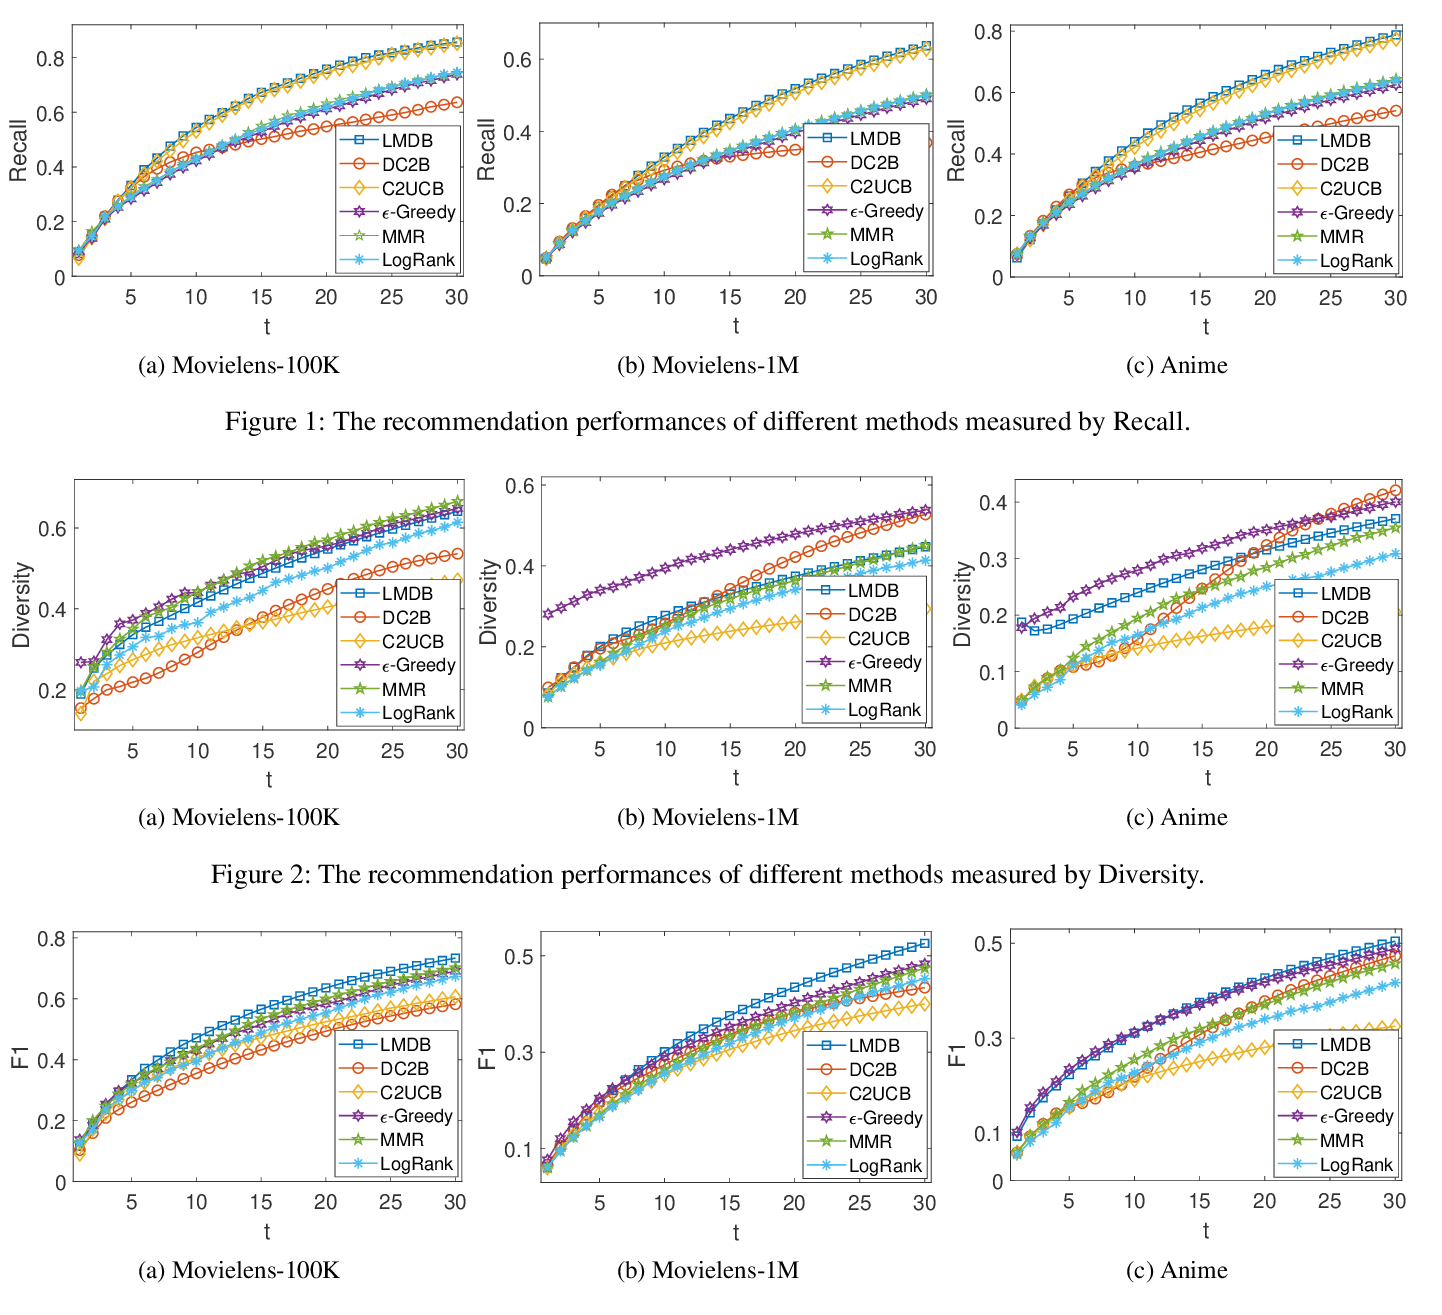 Recall
0.8
0.6
0.4
0.2
0
5 10 15 20 25 30
t
LMDB
DC2B
C2UCB
ϵ-Greedy
MMR
LogRank
(a) Movielens-100K
Recall
0.6
0.4
0.2
0
5 10 15 20 25 30
t
LMDB
DC2B
C2UCB
ϵ-Greedy
MMR
LogRank
(b) Movielens-1M
Recall
0.8
0.6
0.4
0.2
0
5 10 15 20 25 30
t
LMDB
DC2B
C2UCB
ϵ-Greedy
MMR
LogRank
(c) Anime
Figure 1: The recommendation performances of different methods measured by Recall.
Diversity
0.6
0.4
0.2
5 10 15 20 25 30
t
LMDB
DC2B
C2UCB
ϵ-Greedy
MMR
LogRank
(a) Movielens-100K
Diversity
0.6
0.4
0.2
0
5 10 15 20 25 30
t
LMDB
DC2B
C2UCB
ϵ-Greedy
MMR
LogRank
(b) Movielens-1M
Diversity
0.4
0.3
0.2
0.1
0
5 10 15 20 25 30
t
LMDB
DC2B
C2UCB
ϵ-Greedy
MMR
LogRank
(c) Anime
Figure 2: The recommendation performances of different methods measured by Diversity.
F1
0.8
0.6
0.4
0.2
0
5 10 15 20 25 30
t
LMDB
DC2B
C2UCB
ϵ-Greedy
MMR
LogRank
(a) Movielens-100K
F1
0.5
0.3
0.1
5 10 15 20 25 30
t
LMDB
DC2B
C2UCB
ϵ-Greedy
MMR
LogRank
(b) Movielens-1M
F1
0.5
0.3
0.1
0
5 10 15 20 25 30
t
LMDB
DC2B
C2UCB
ϵ-Greedy
MMR
LogRank
(c) Anime